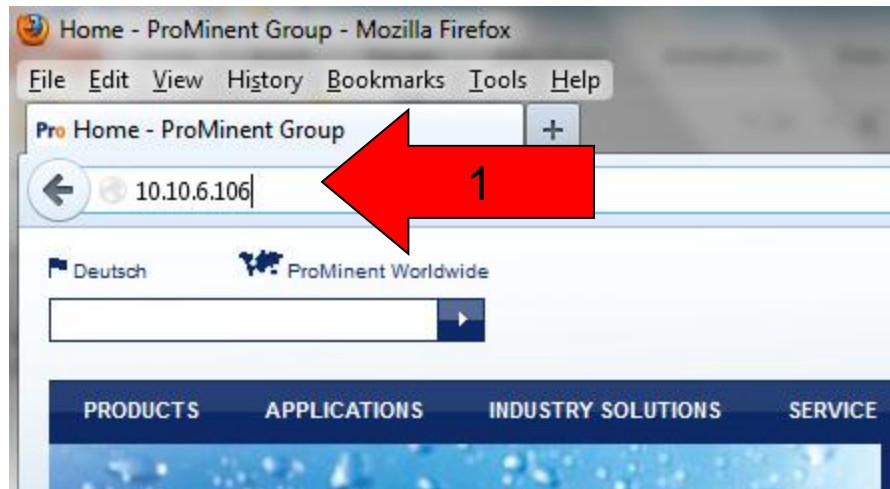 Home - ProMinent Group - Mozilla Firefox
File Edit View History Bookmarks Tools Help
Pro Home - ProMinent Group +
10.10.6.106 1
Deutsch ProMinent Worldwide
PRODUCTS APPLICATIONS INDUSTRY SOLUTIONS SERVICE